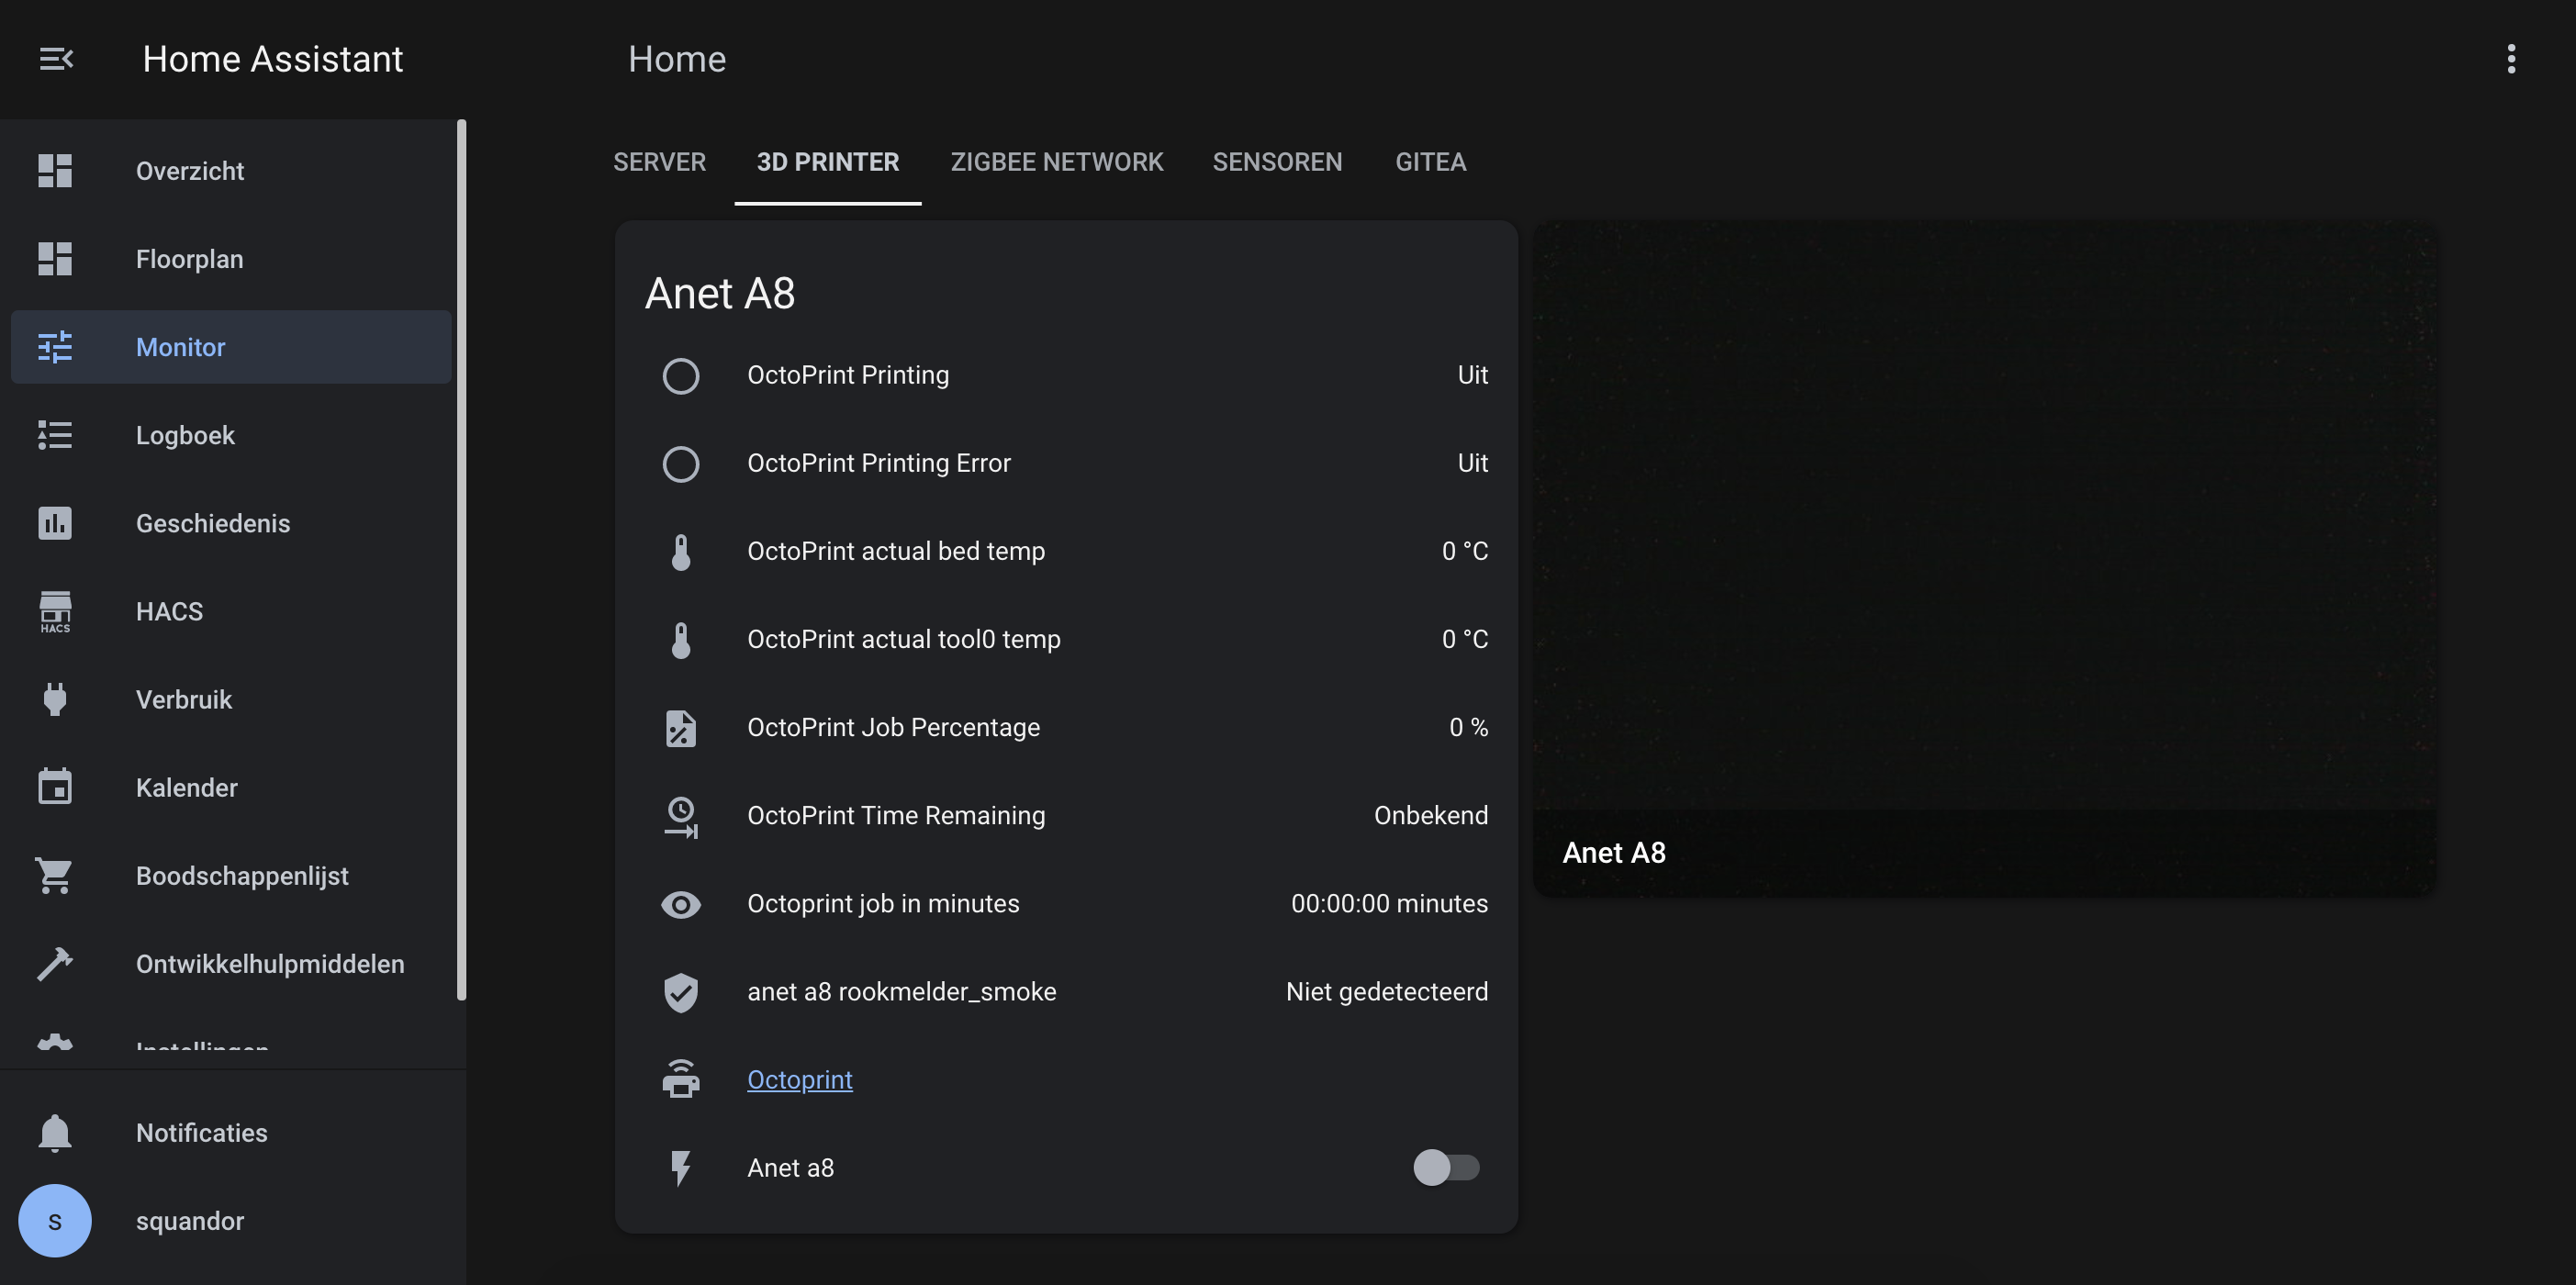 Home Assistant
Home
Overzicht
Floorplan
Monitor
Logboek
Geschiedenis
HACS
HACS
Verbruik
Kalender
Boodschappenlijst
Ontwikkelhulpmiddelen
Instellingen
Notificaties
S
squandor
SERVER 3D PRINTER ZIGBEE NETWORK SENSOREN GITEA
Anet A8
OctoPrint Printing Uit
OctoPrint Printing Error Uit
OctoPrint actual bed temp 0 °C
OctoPrint actual tool0 temp 0 °C
OctoPrint Job Percentage 0 %
OctoPrint Time Remaining Onbekend
Octoprint job in minutes 00:00:00 minutes
anet a8 rookmelder_smoke Niet gedetecteerd
Octoprint
Anet a8
Anet A8